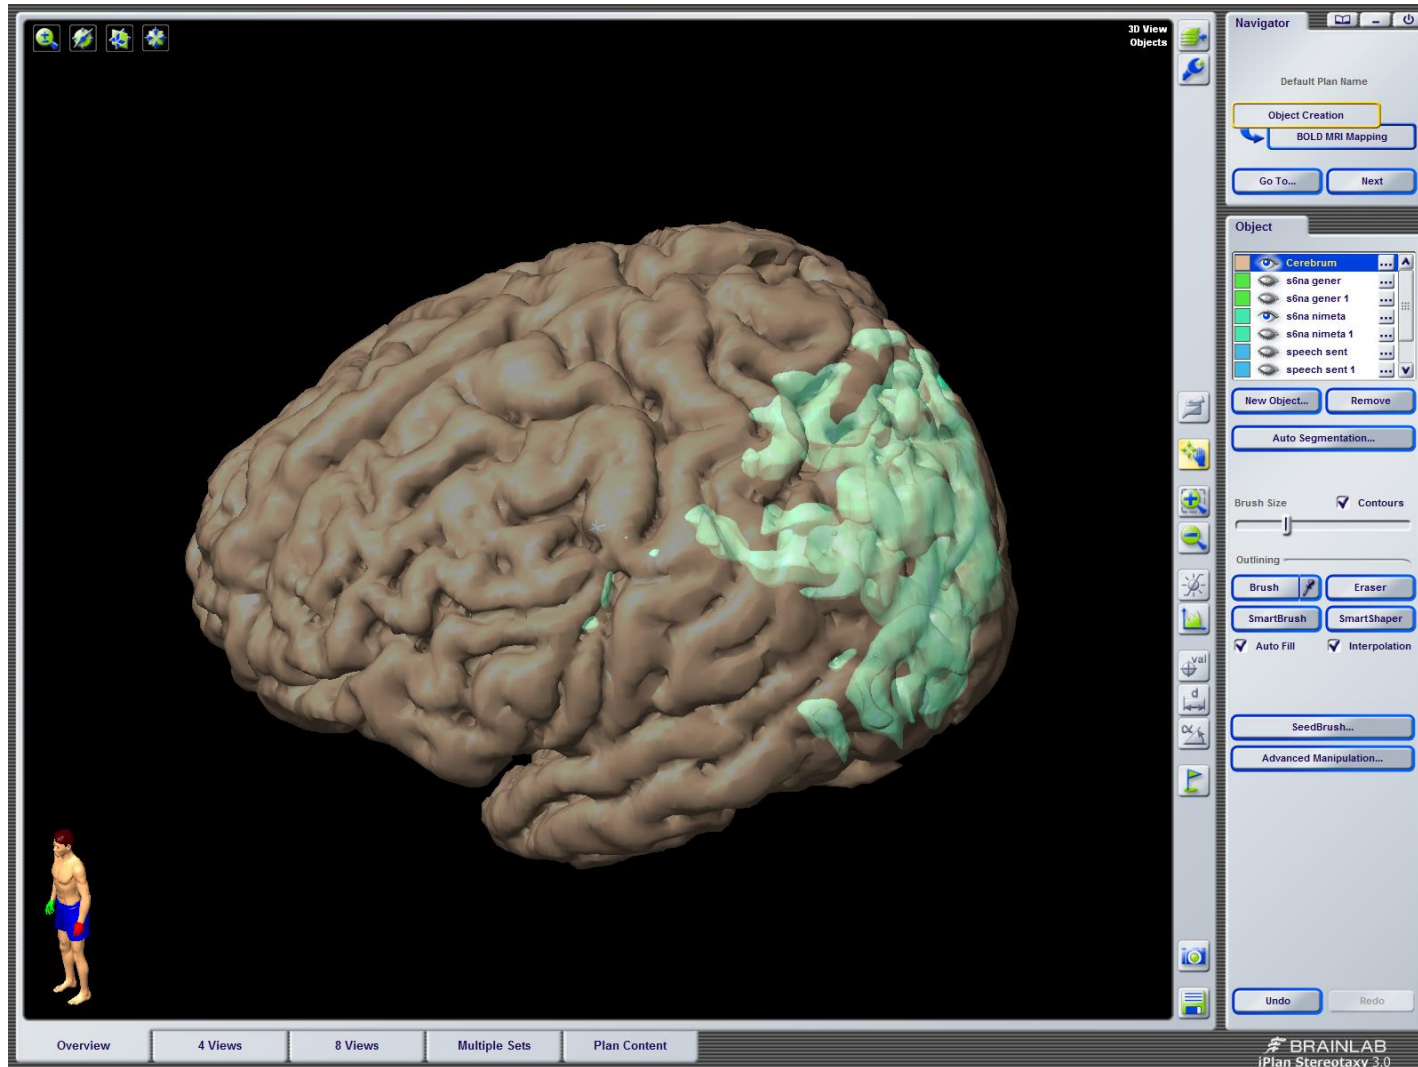 3D View
Objects
Navigator
Default Plan Name
Object Creation
BOLD MRI Mapping
Go To...
Next
Object
Cerebrum ...
s6na gener ...
s6na gener 1 ...
s6na nimeta ...
s6na nimeta 1 ...
speech sent ...
speech sent 1 ...
New Object...
Remove
Auto Segmentation...
Brush Size
Contours
Outlining
Brush
Eraser
SmartBrush
SmartShaper
Auto Fill
Interpolation
val
d
α
SeedBrush...
Advanced Manipulation...
Undo
Redo
Overview
4 Views
8 Views
Multiple Sets
Plan Content
BRAINLAB
iPlan Stereotaxy 3.0